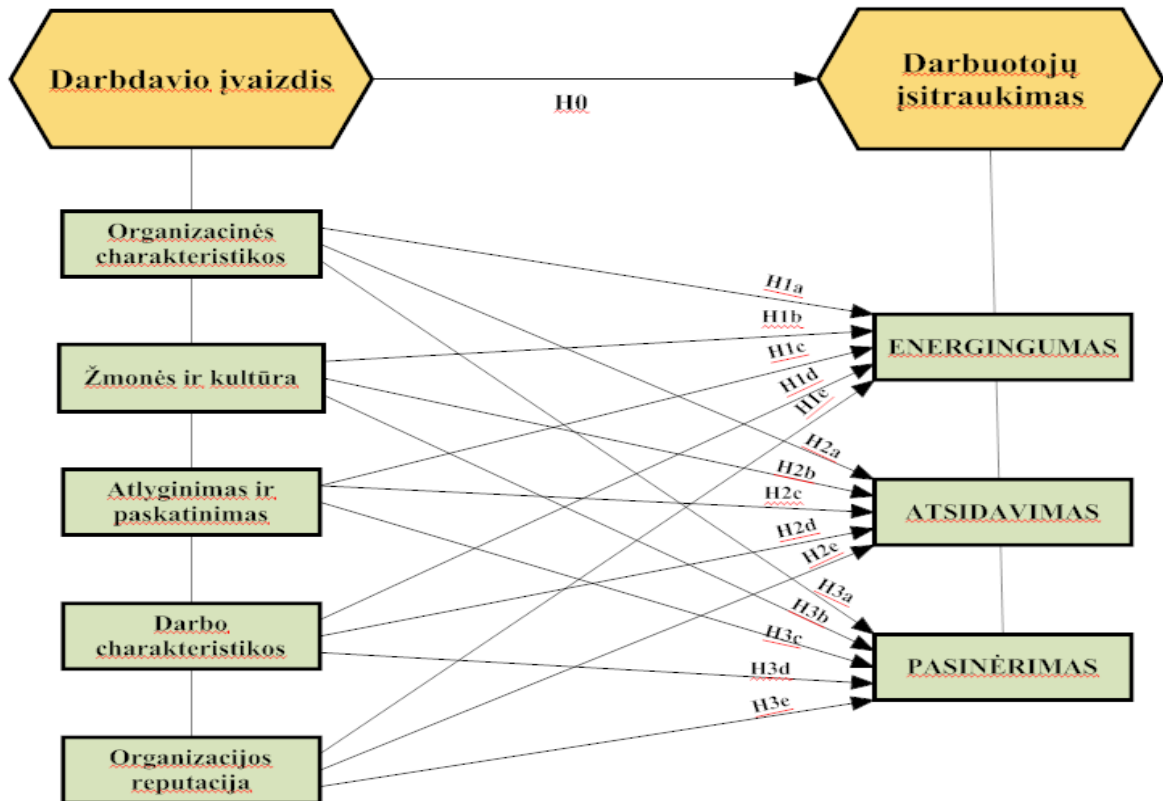 Darbdavio įvaizdis
Darbuotojų
įsitraukimas
H0
Organizacinės
charakteristikos
H1a
H1b
ENERGINGUMAS
H1c
Žmonės ir kultūra
H1d
H1e
H2a
H2b
Atlyginimas ir
paskatinimas
H2c
ATSIDAVIMAS
H2d
H2e
H3a
H3b
Darbo
charakteristikos
H3c
H3d
PASINĖRIMAS
H3e
Organizacijos
reputacija